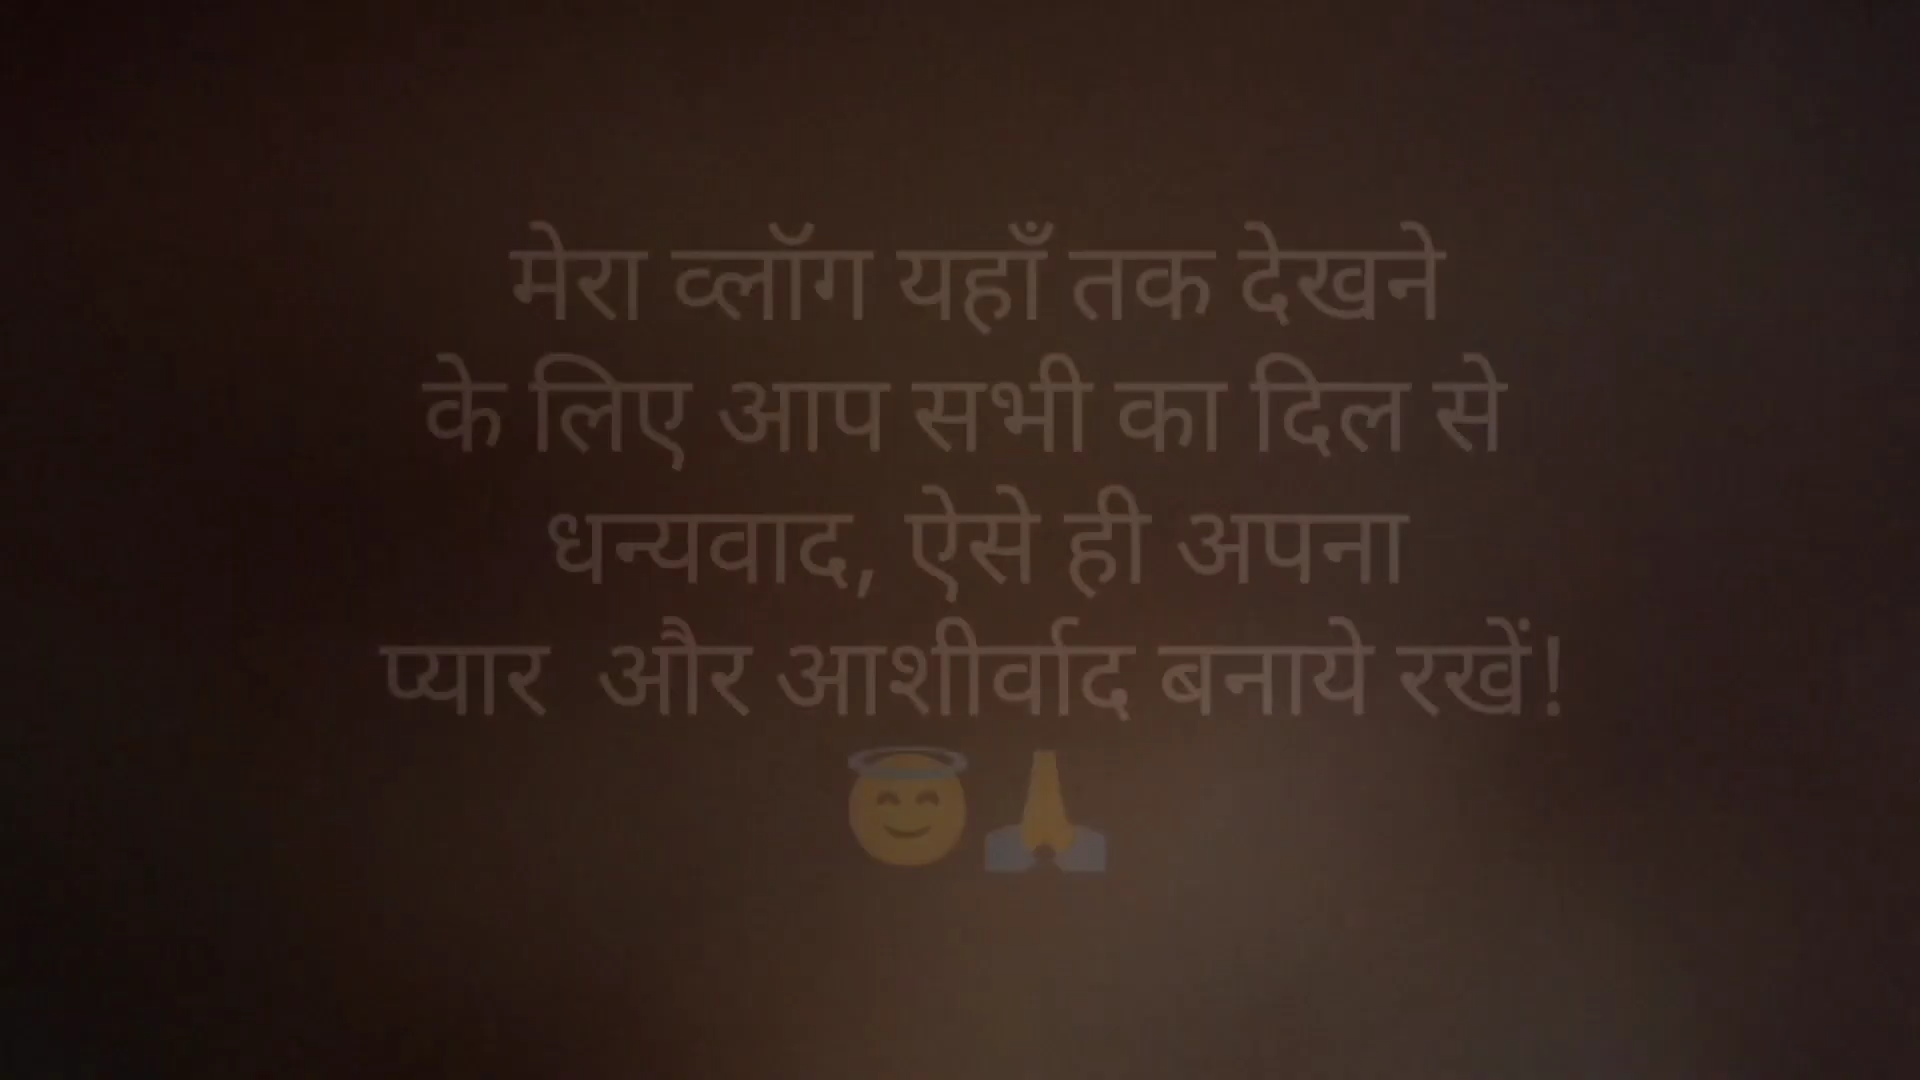 मेरा व्लॉग यहाँ तक देखने
के लिए आप सभी का दिल से
धन्यवाद, ऐसे ही अपना
प्यार  और आशीर्वाद बनाये रखें!
😇🙏